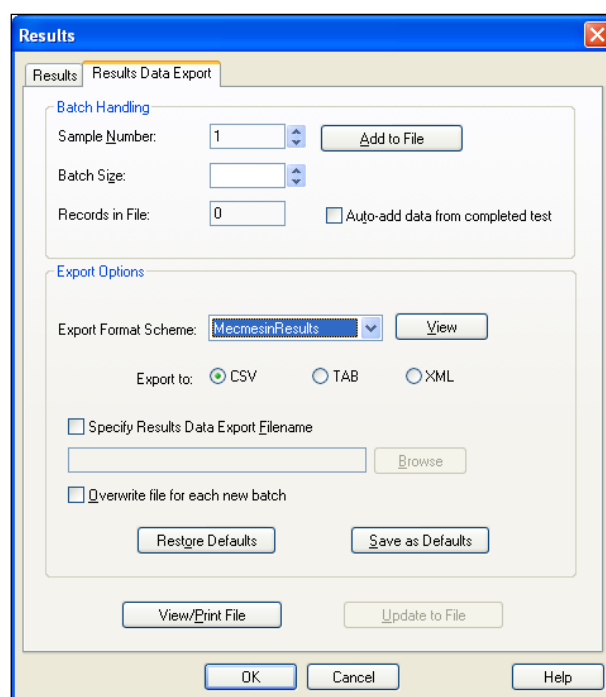 Results
Results Results Data Export
Batch Handling
Sample Number: 1 Add to File
Batch Size:
Records in File: 0 Auto-add data from completed test
Export Options
Export Format Scheme: MecmesinResults View
Export to: CSV TAB XML
Specify Results Data Export Filename
Browse
Overwrite file for each new batch
Restore Defaults Save as Defaults
View/Print File Update to File
OK Cancel Help